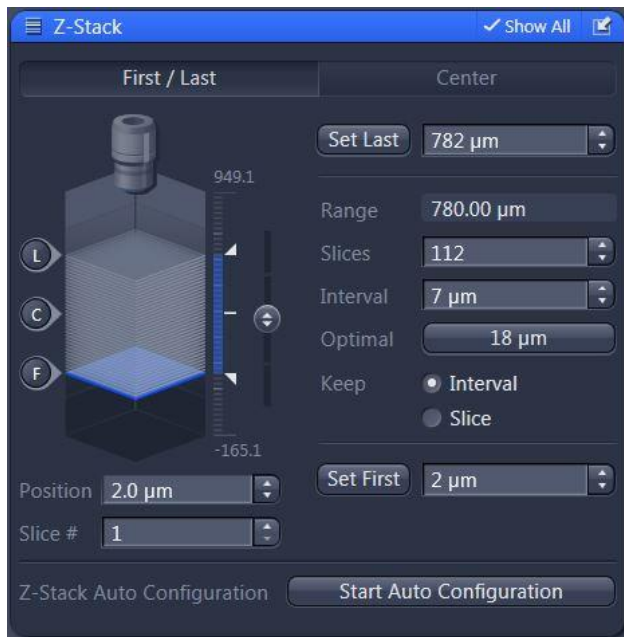 Z-Stack
Show All
First / Last
Center
949.1
L
C
F
-165.1
Position 2.0 µm
Slice # 1
Set Last 782 µm
Range 780.00 µm
Slices 112
Interval 7 µm
Optimal 18 µm
Keep Interval
Slice
Set First 2 µm
Z-Stack Auto Configuration Start Auto Configuration